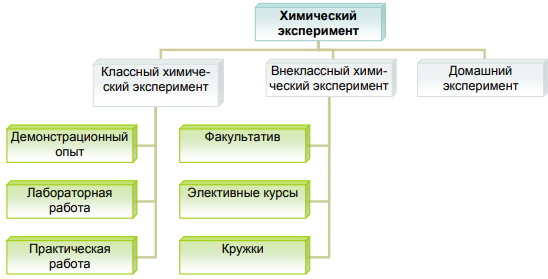 Химический
эксперимент
Классный химиче-
ский эксперимент
Внеклассный хими-
ческий эксперимент
Домашний
эксперимент
Демонстрационный
опыт
Факультатив
Лабораторная
работа
Элективные курсы
Практическая
работа
Кружки